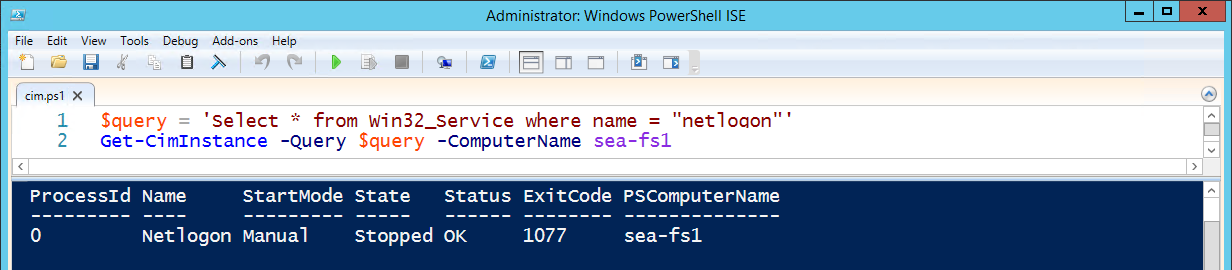 Administrator: Windows PowerShell ISE
File Edit View Tools Debug Add-ons Help
cim.ps1
1 $query = 'Select * from Win32_Service where name = "netlogon"'
2 Get-CimInstance -Query $query -ComputerName sea-fs1
ProcessId Name StartMode State Status ExitCode PSComputerName
--------- ---- --------- ----- ------ -------- --------------
0 Netlogon Manual Stopped OK 1077 sea-fs1